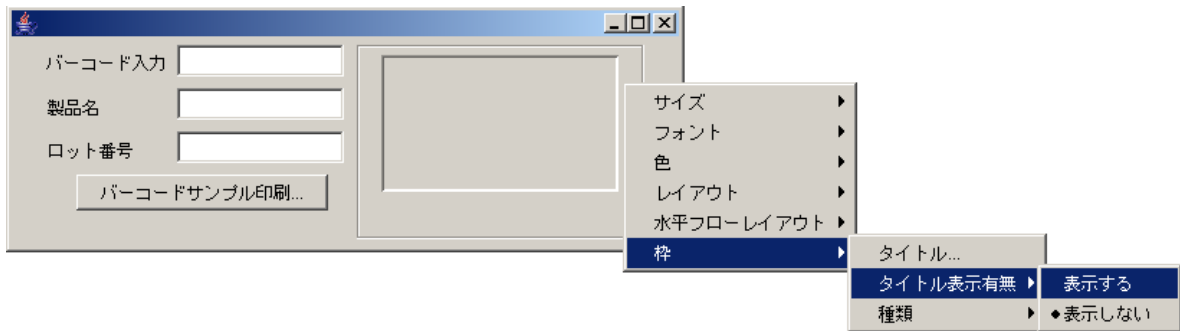 バーコード入力
製品名
ロット番号
バーコードサンプル印刷...
サイズ
フォント
色
レイアウト
水平フローレイアウト
枠
タイトル...
タイトル表示有無
種類
表示する
●表示しない